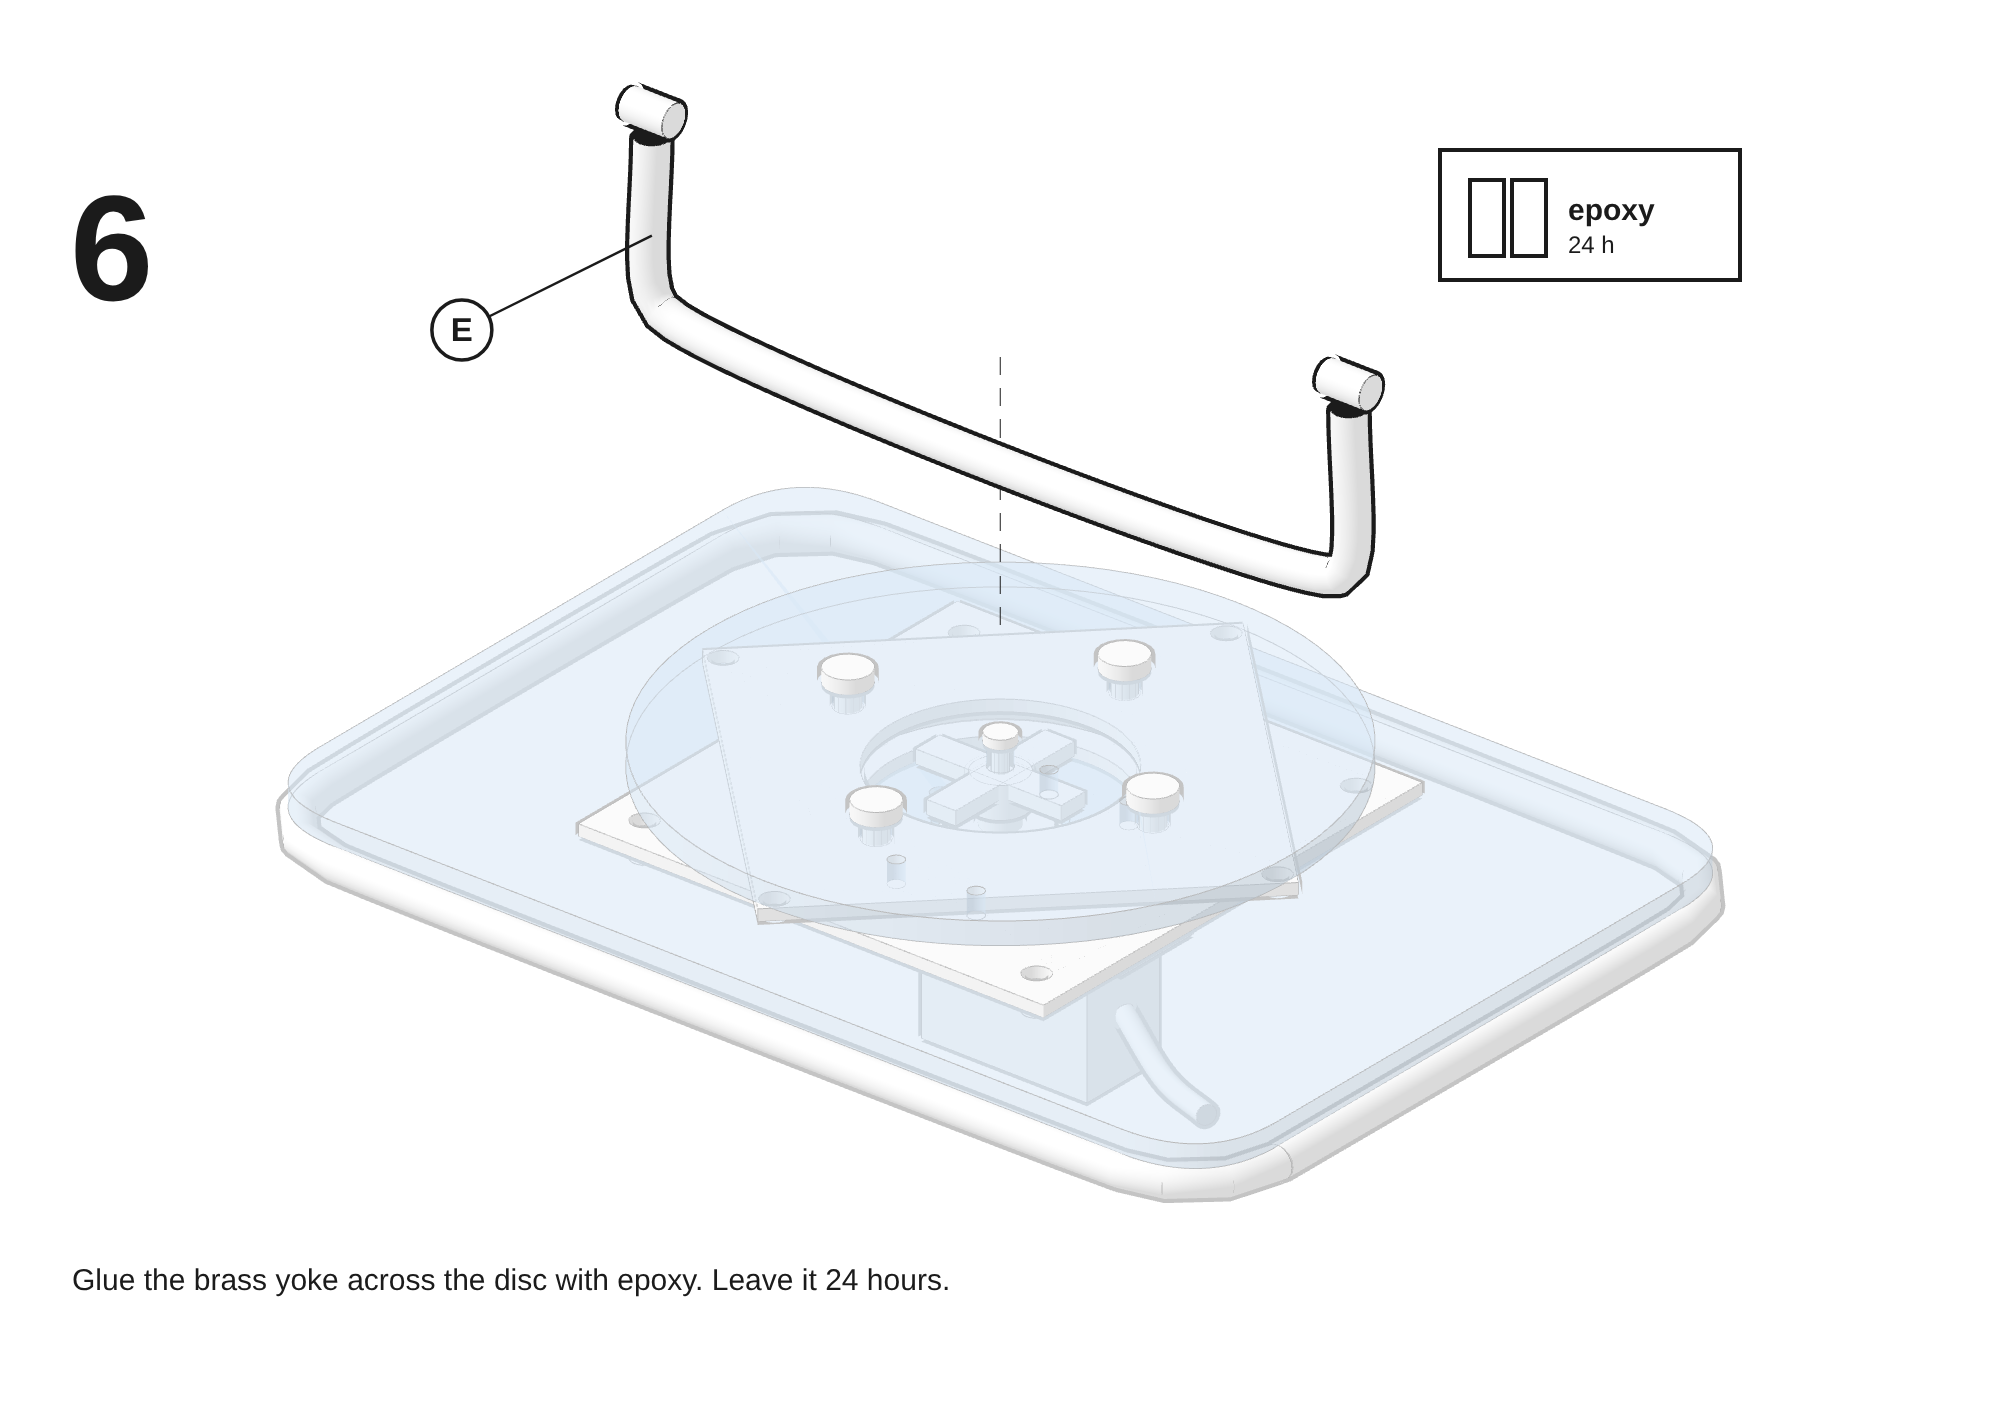 6
epoxy
24 h
E
Glue the brass yoke across the disc with epoxy. Leave it 24 hours.